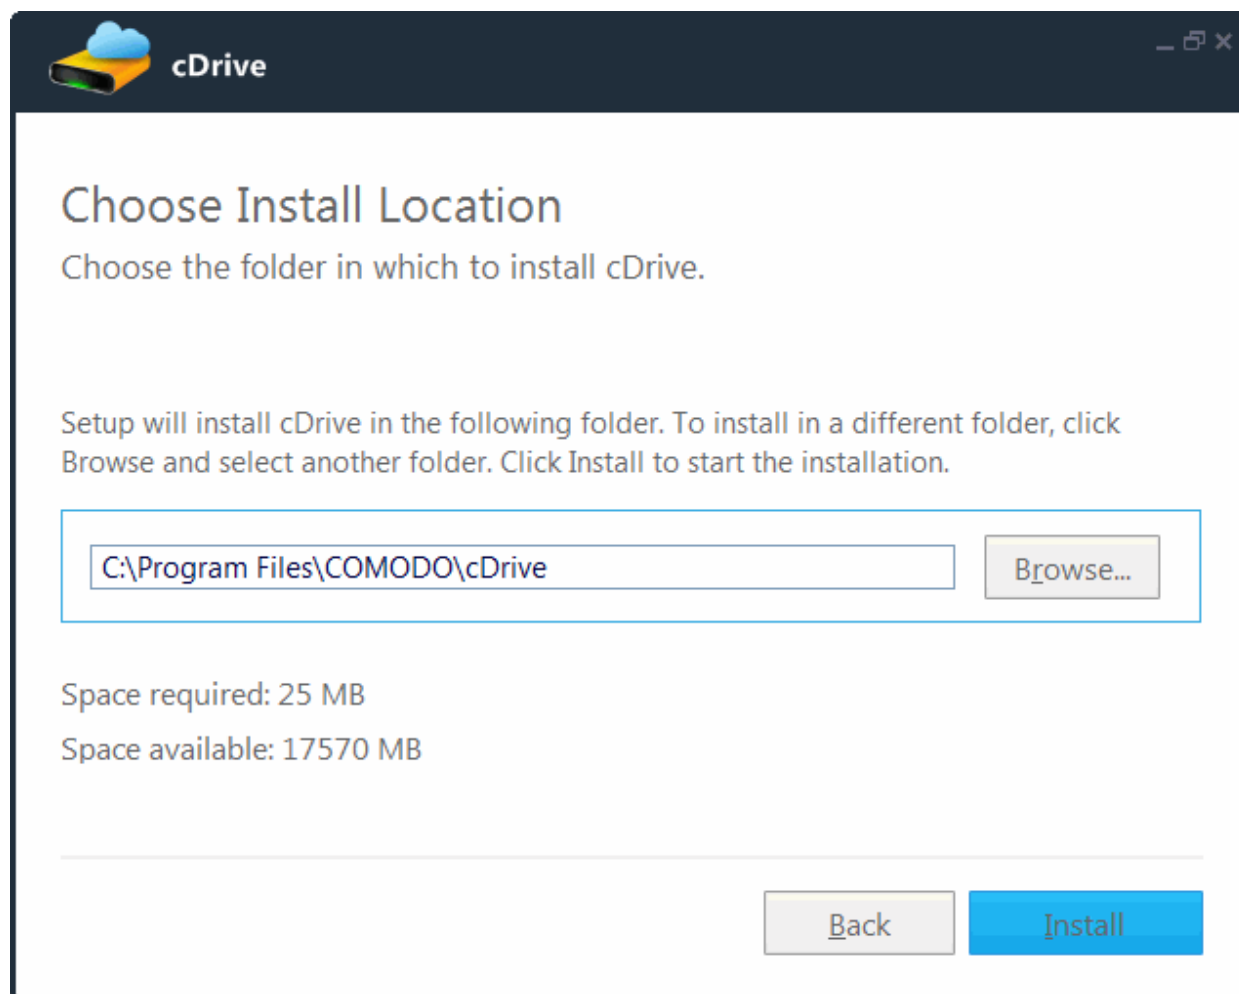 cDrive
Choose Install Location
Choose the folder in which to install cDrive.
Setup will install cDrive in the following folder. To install in a different folder, click
Browse and select another folder. Click Install to start the installation.
C:\Program Files\COMODO\cDrive
Browse...
Space required: 25 MB
Space available: 17570 MB
Back
Install